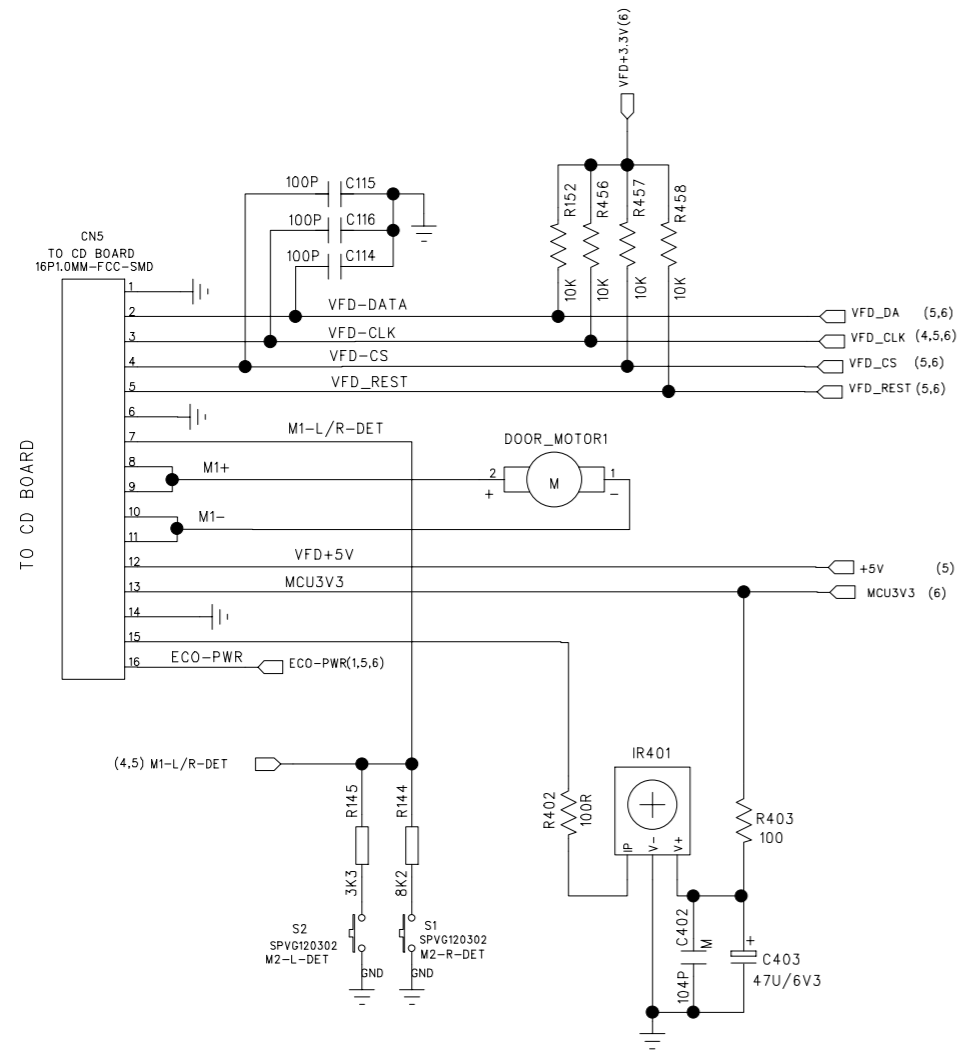 VFD+3.3V(6)
100P C115
100P C116
100P C114
R152
R456
R457
R458
10K
10K
10K
10K
CN5
TO CD BOARD
16P1.0MM-FCC-SMD
TO CD BOARD
1
2 VFD-DATA VFD_DA (5,6)
3 VFD-CLK VFD_CLK (4,5,6)
4 VFD-CS VFD_CS (5,6)
5 VFD_REST VFD_REST (5,6)
6
7 M1-L/R-DET
DOOR_MOTOR1
8 M1+ 2 M 1
9 + -
10 M1-
11
12 VFD+5V +5V (5)
13 MCU3V3 MCU3V3 (6)
14
15
16 ECO-PWR ECO-PWR(1,5,6)
(4,5) M1-L/R-DET
R145
R144
3K3
8K2
S2
SPVG120302
M2-L-DET
GND
S1
SPVG120302
M2-R-DET
GND
R402
100R
IR401
IP
V-
V+
R403
100
C402
M
104P
+
C403
47U/6V3